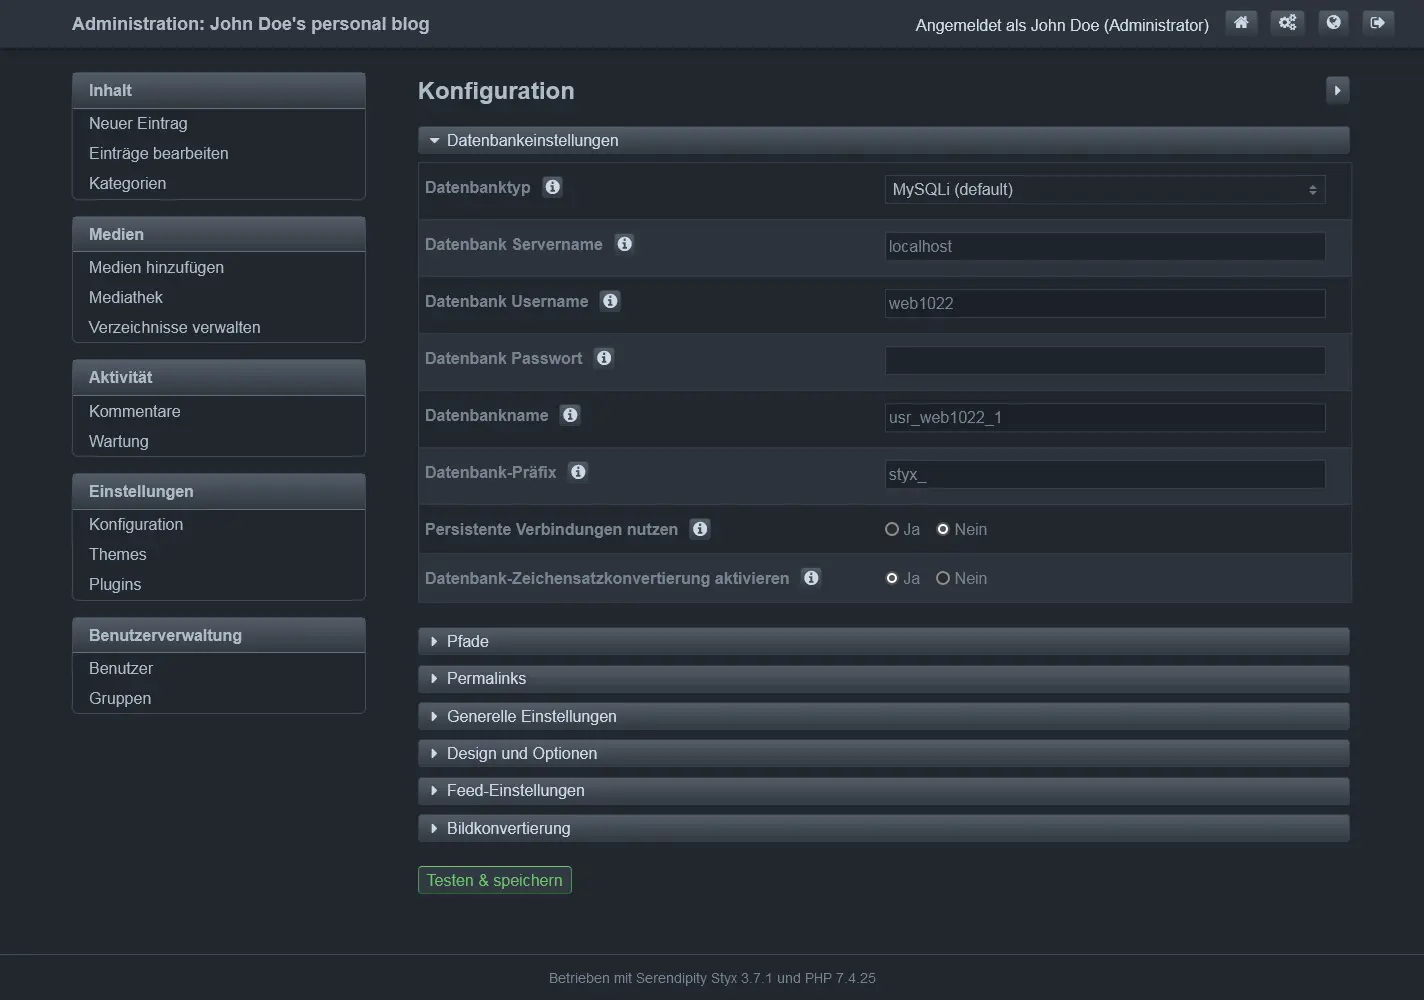 Administration: John Doe's personal blog
Angemeldet als John Doe (Administrator)
Inhalt
Neuer Eintrag
Einträge bearbeiten
Kategorien
Medien
Medien hinzufügen
Mediathek
Verzeichnisse verwalten
Aktivität
Kommentare
Wartung
Einstellungen
Konfiguration
Themes
Plugins
Benutzerverwaltung
Benutzer
Gruppen
Konfiguration
Datenbankeinstellungen
Datenbanktyp MySQLi (default)
Datenbank Servername localhost
Datenbank Username web1022
Datenbank Passwort
Datenbankname usr_web1022_1
Datenbank-Präfix styx_
Persistente Verbindungen nutzen Ja Nein
Datenbank-Zeichensatzkonvertierung aktivieren Ja Nein
Pfade
Permalinks
Generelle Einstellungen
Design und Optionen
Feed-Einstellungen
Bildkonvertierung
Testen & speichern
Betrieben mit Serendipity Styx 3.7.1 und PHP 7.4.25